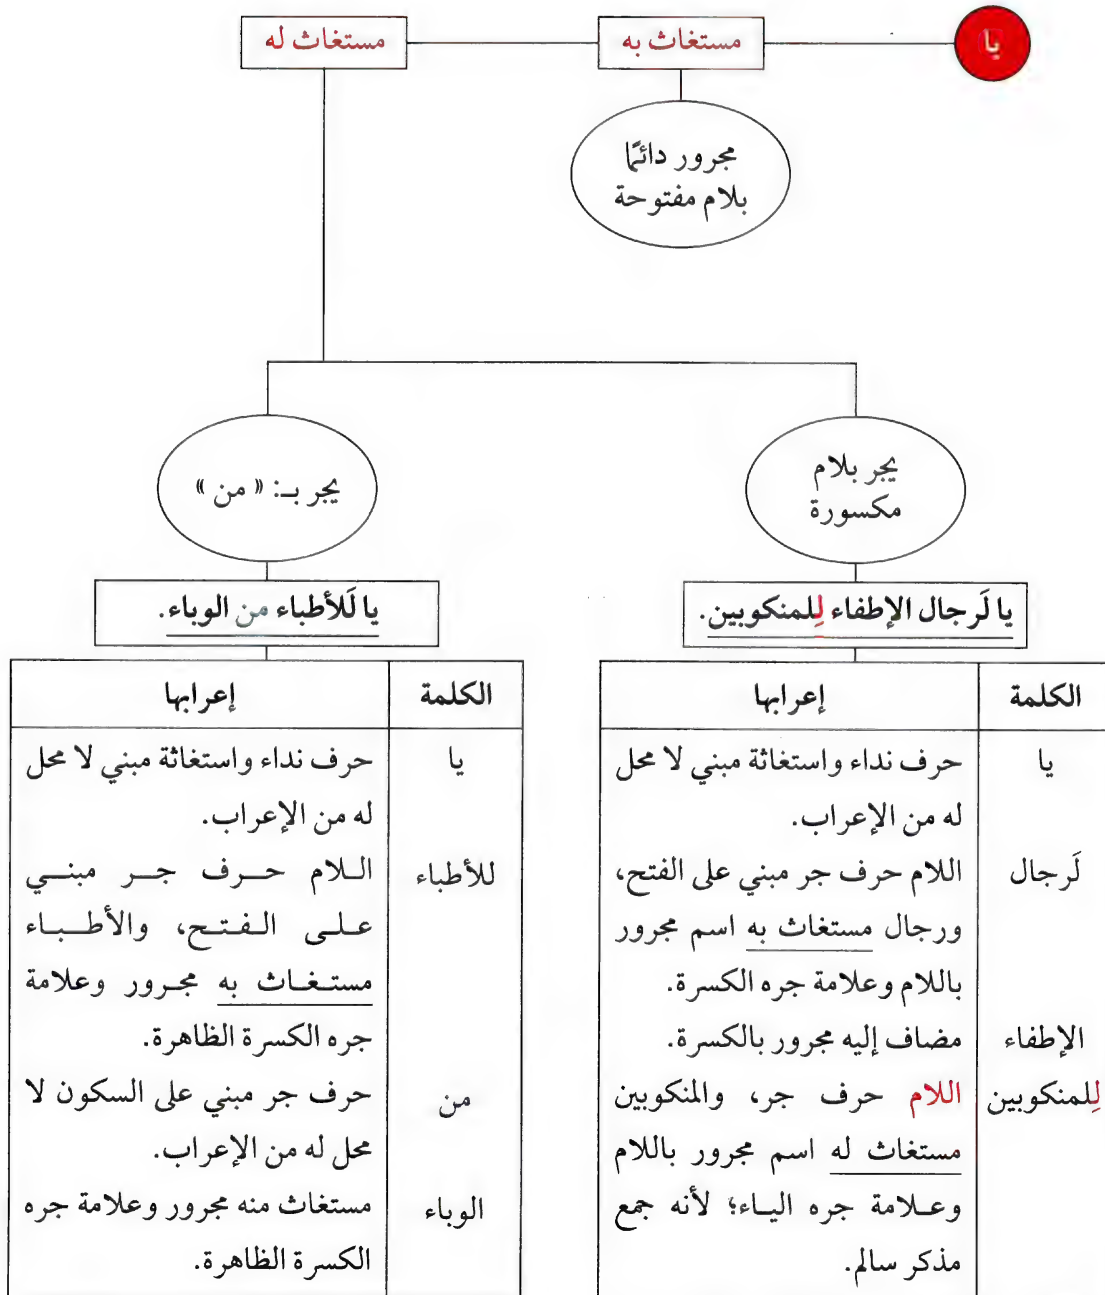 يا
مستغاث به
مستغاث له
مجرور دائمًا
بلام مفتوحة
يجر بلام
مكسورة
يجر بـ: « من »
يا لَرجال الإطفاء لِلمنكوبين.
الكلمة
إعرابها
يا
حرف نداء واستغاثة مبني لا محل
له من الإعراب.
لَرجال
اللام حرف جر مبني على الفتح،
ورجال مستغاث به اسم مجرور
باللام وعلامة جره الكسرة.
الإطفاء
مضاف إليه مجرور بالكسرة.
لِلمنكوبين
اللام حرف جر، والمنكوبين
مستغاث له اسم مجرور باللام
وعلامة جره الياء؛ لأنه جمع
مذكر سالم.
يا لَلأطباء من الوباء.
الكلمة
إعرابها
يا
حرف نداء واستغاثة مبني لا محل
له من الإعراب.
للأطباء
اللام حرف جر مبني
على الفتح، والأطباء
مستغاث به مجرور وعلامة
جره الكسرة الظاهرة.
من
حرف جر مبني على السكون لا
محل له من الإعراب.
الوباء
مستغاث منه مجرور وعلامة جره
الكسرة الظاهرة.